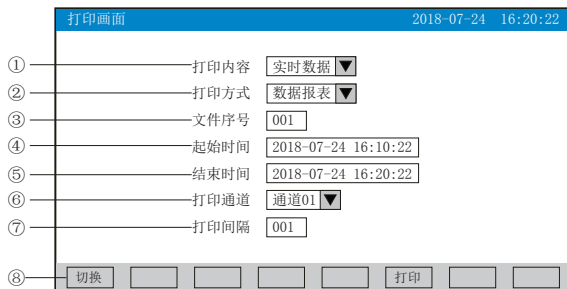 打印画面 2018-07-24 16:20:22
① 打印内容 实时数据
② 打印方式 数据报表
③ 文件序号 001
④ 起始时间 2018-07-24 16:10:22
⑤ 结束时间 2018-07-24 16:20:22
⑥ 打印通道 通道01
⑦ 打印间隔 001
⑧ 切换 打印